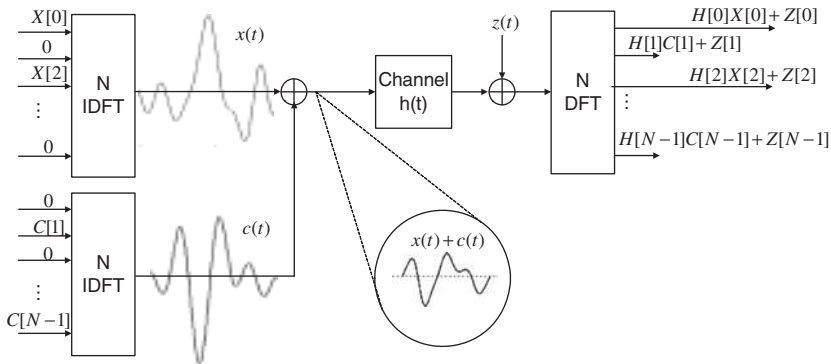 X[0]
0
X[2]
⋮
0
N
IDFT
x(t)
Channel
h(t)
z(t)
N
DFT
H[0]X[0]+Z[0]
H[1]C[1]+Z[1]
H[2]X[2]+Z[2]
⋮
H[N−1]C[N−1]+Z[N−1]
0
C[1]
0
⋮
C[N−1]
N
IDFT
c(t)
x(t)+c(t)